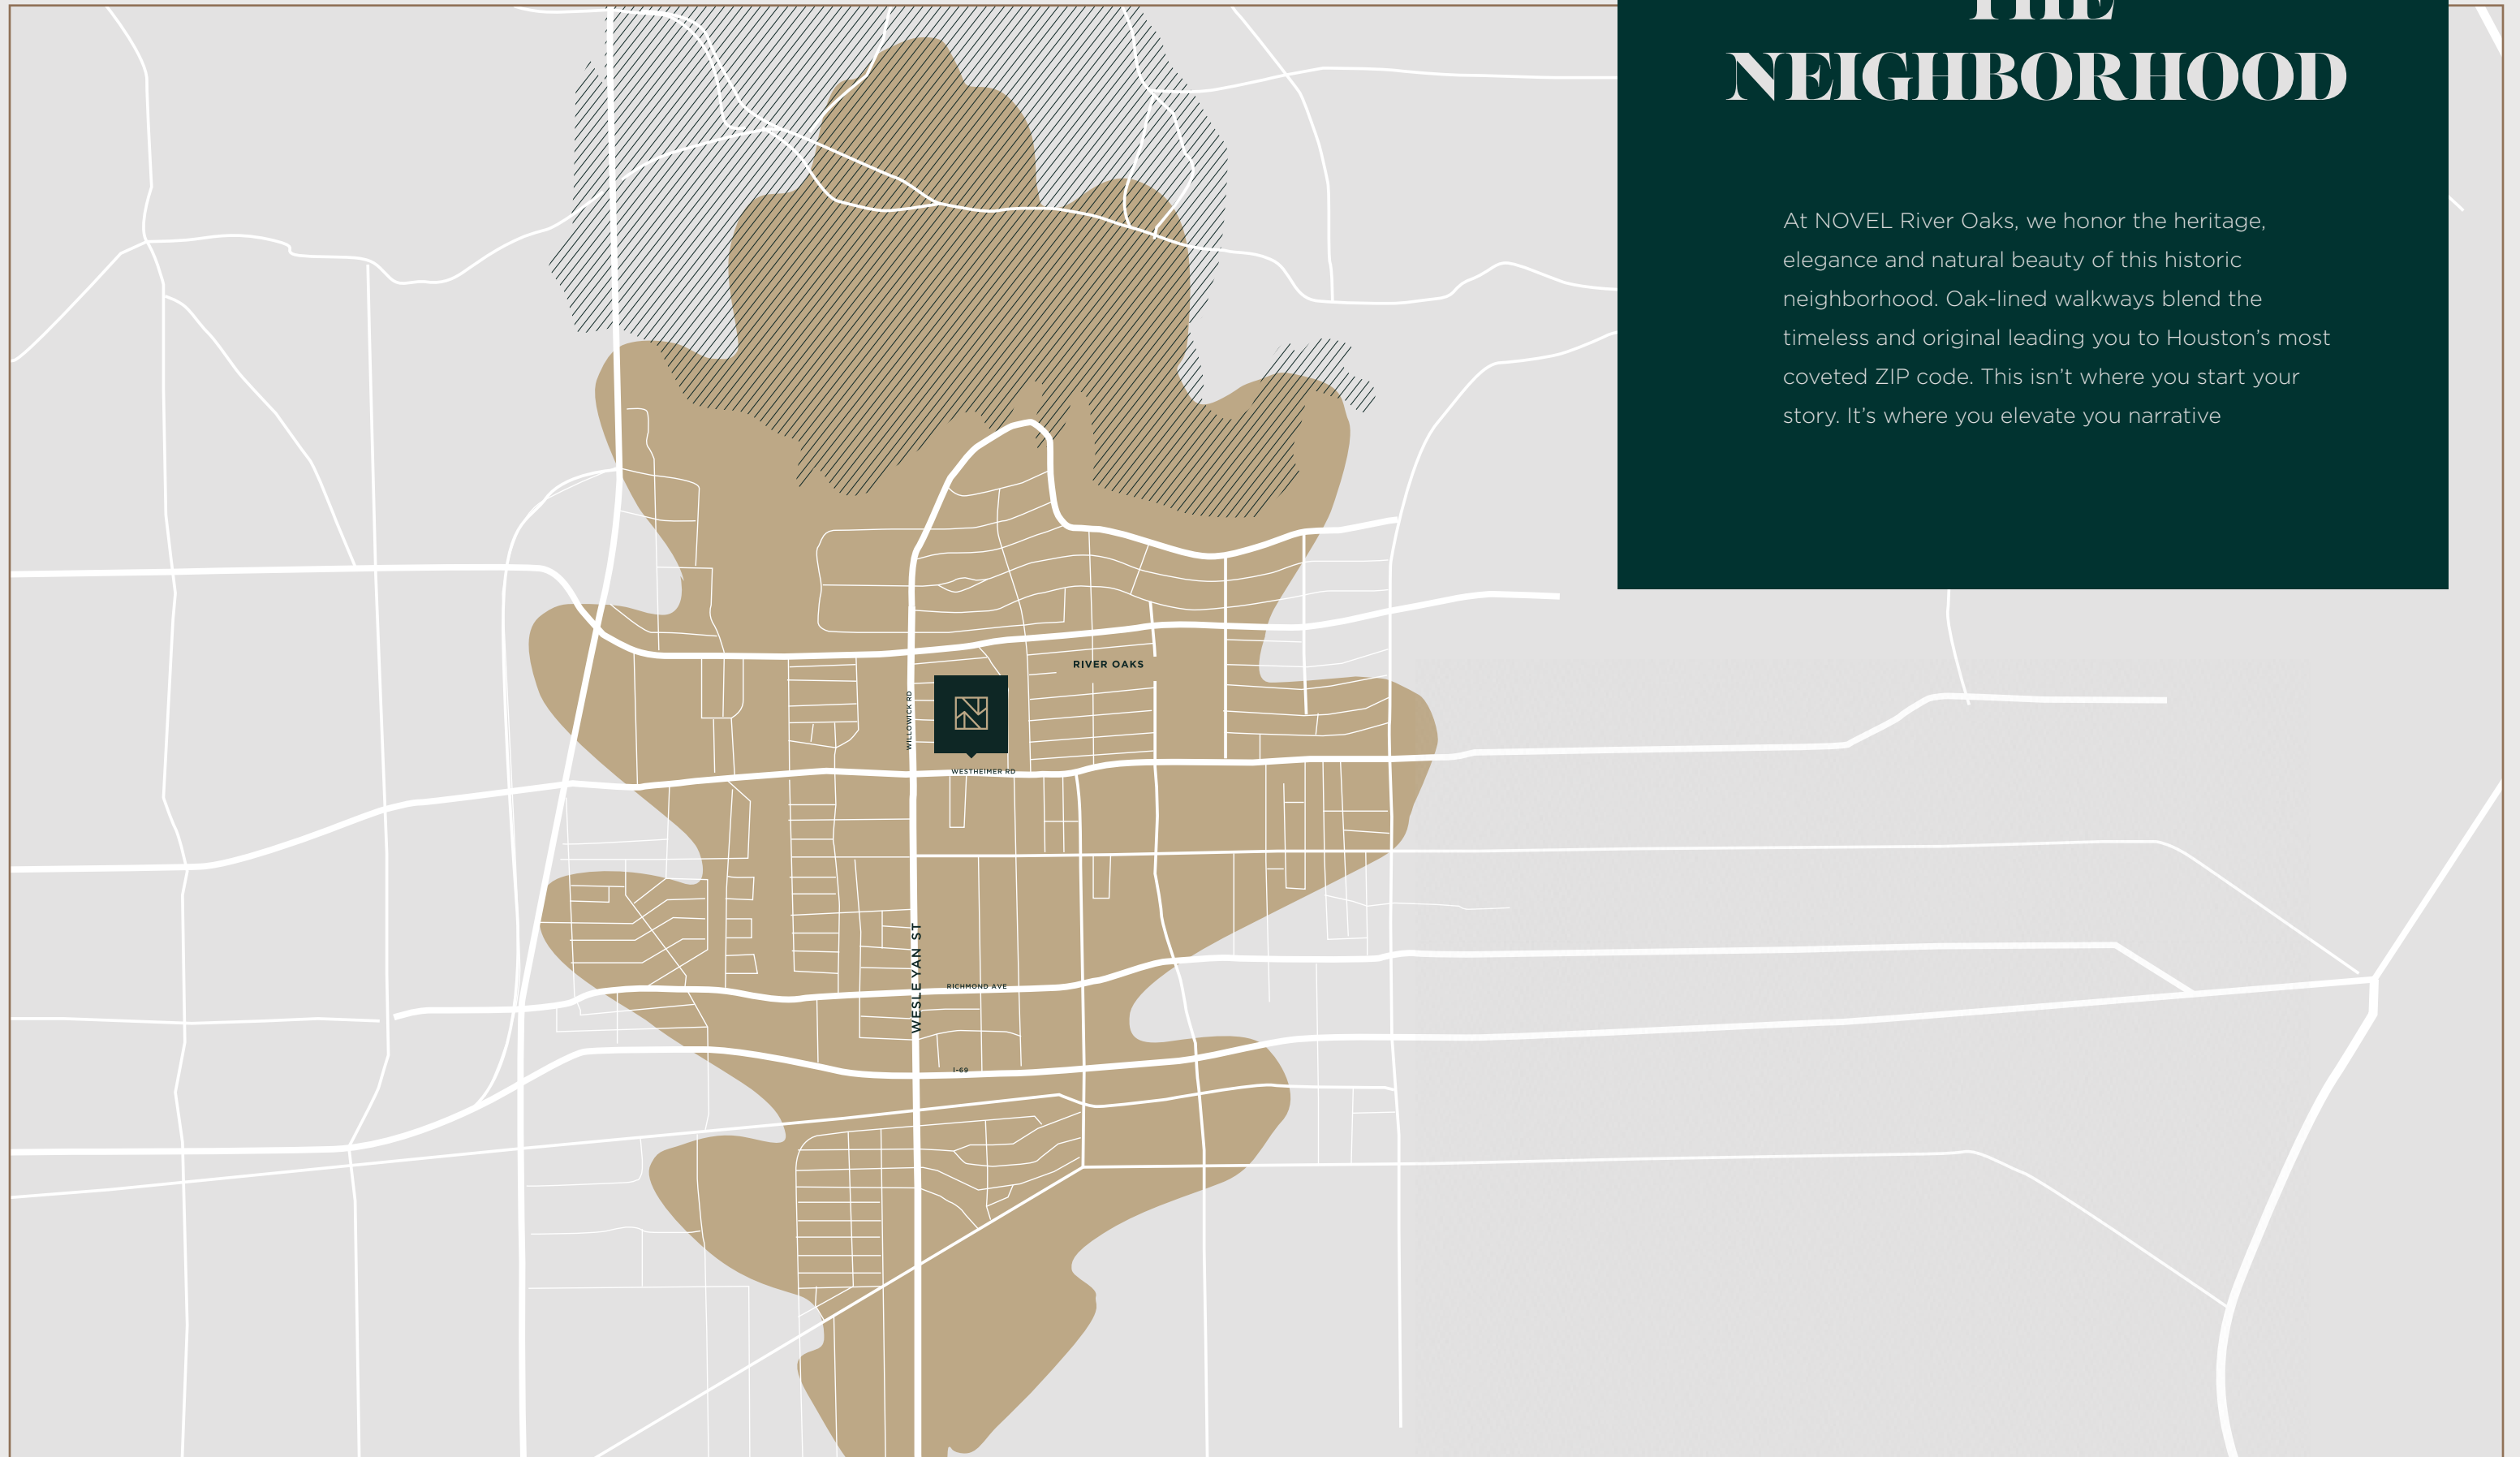 THE
NEIGHBORHOOD
At NOVEL River Oaks, we honor the heritage,
elegance and natural beauty of this historic
neighborhood. Oak-lined walkways blend the
timeless and original leading you to Houston's most
coveted ZIP code. This isn't where you start your
story. It's where you elevate you narrative
RIVER OAKS
WILLOWICK RD
WESTHEIMER RD
WESLEYAN ST
RICHMOND AVE
I-69